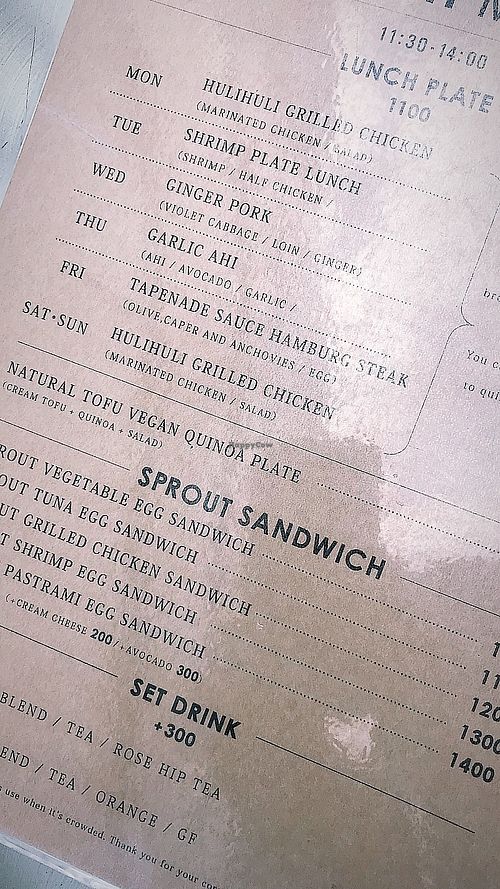 11:30-14:00
LUNCH PLATE
1100
MON HULIHULI GRILLED CHICKEN
(MARINATED CHICKEN / SALAD)
TUE SHRIMP PLATE LUNCH
(SHRIMP / HALF CHICKEN /
WED GINGER PORK
(VIOLET CABBACE / LOIN / GINGER)
THU GARLIC AHI
(AHI / AVOCADO / GARLIC /
FRI TAPENADE SAUCE HAMBURG STEAK
(OLIVE,CAPER AND ANCHOVIES / EGG)
SAT•SUN HULIHULI GRILLED CHICKEN
(MARINATED CHICKEN / SALAD)
NATURAL TOFU VEGAN QUINOA PLATE
(CREAM TOFU + QUINOA + SALAD)
You
to qui
HappyCow
SPROUT SANDWICH
ROUT VEGETABLE EGG SANDWICH
OUT TUNA EGG SANDWICH 11
UT GRILLED CHICKEN SANDWICH 120
T SHRIMP EGG SANDWICH 1300
PASTRAMI EGG SANDWICH 1400
(+CREAM CHEESE 200 / +AVOCADO 300)
SET DRINK
+300
BLEND / TEA / ROSE HIP TEA
END / TEA / ORANGE / GF
use when it's crowded. Thank you for your cor